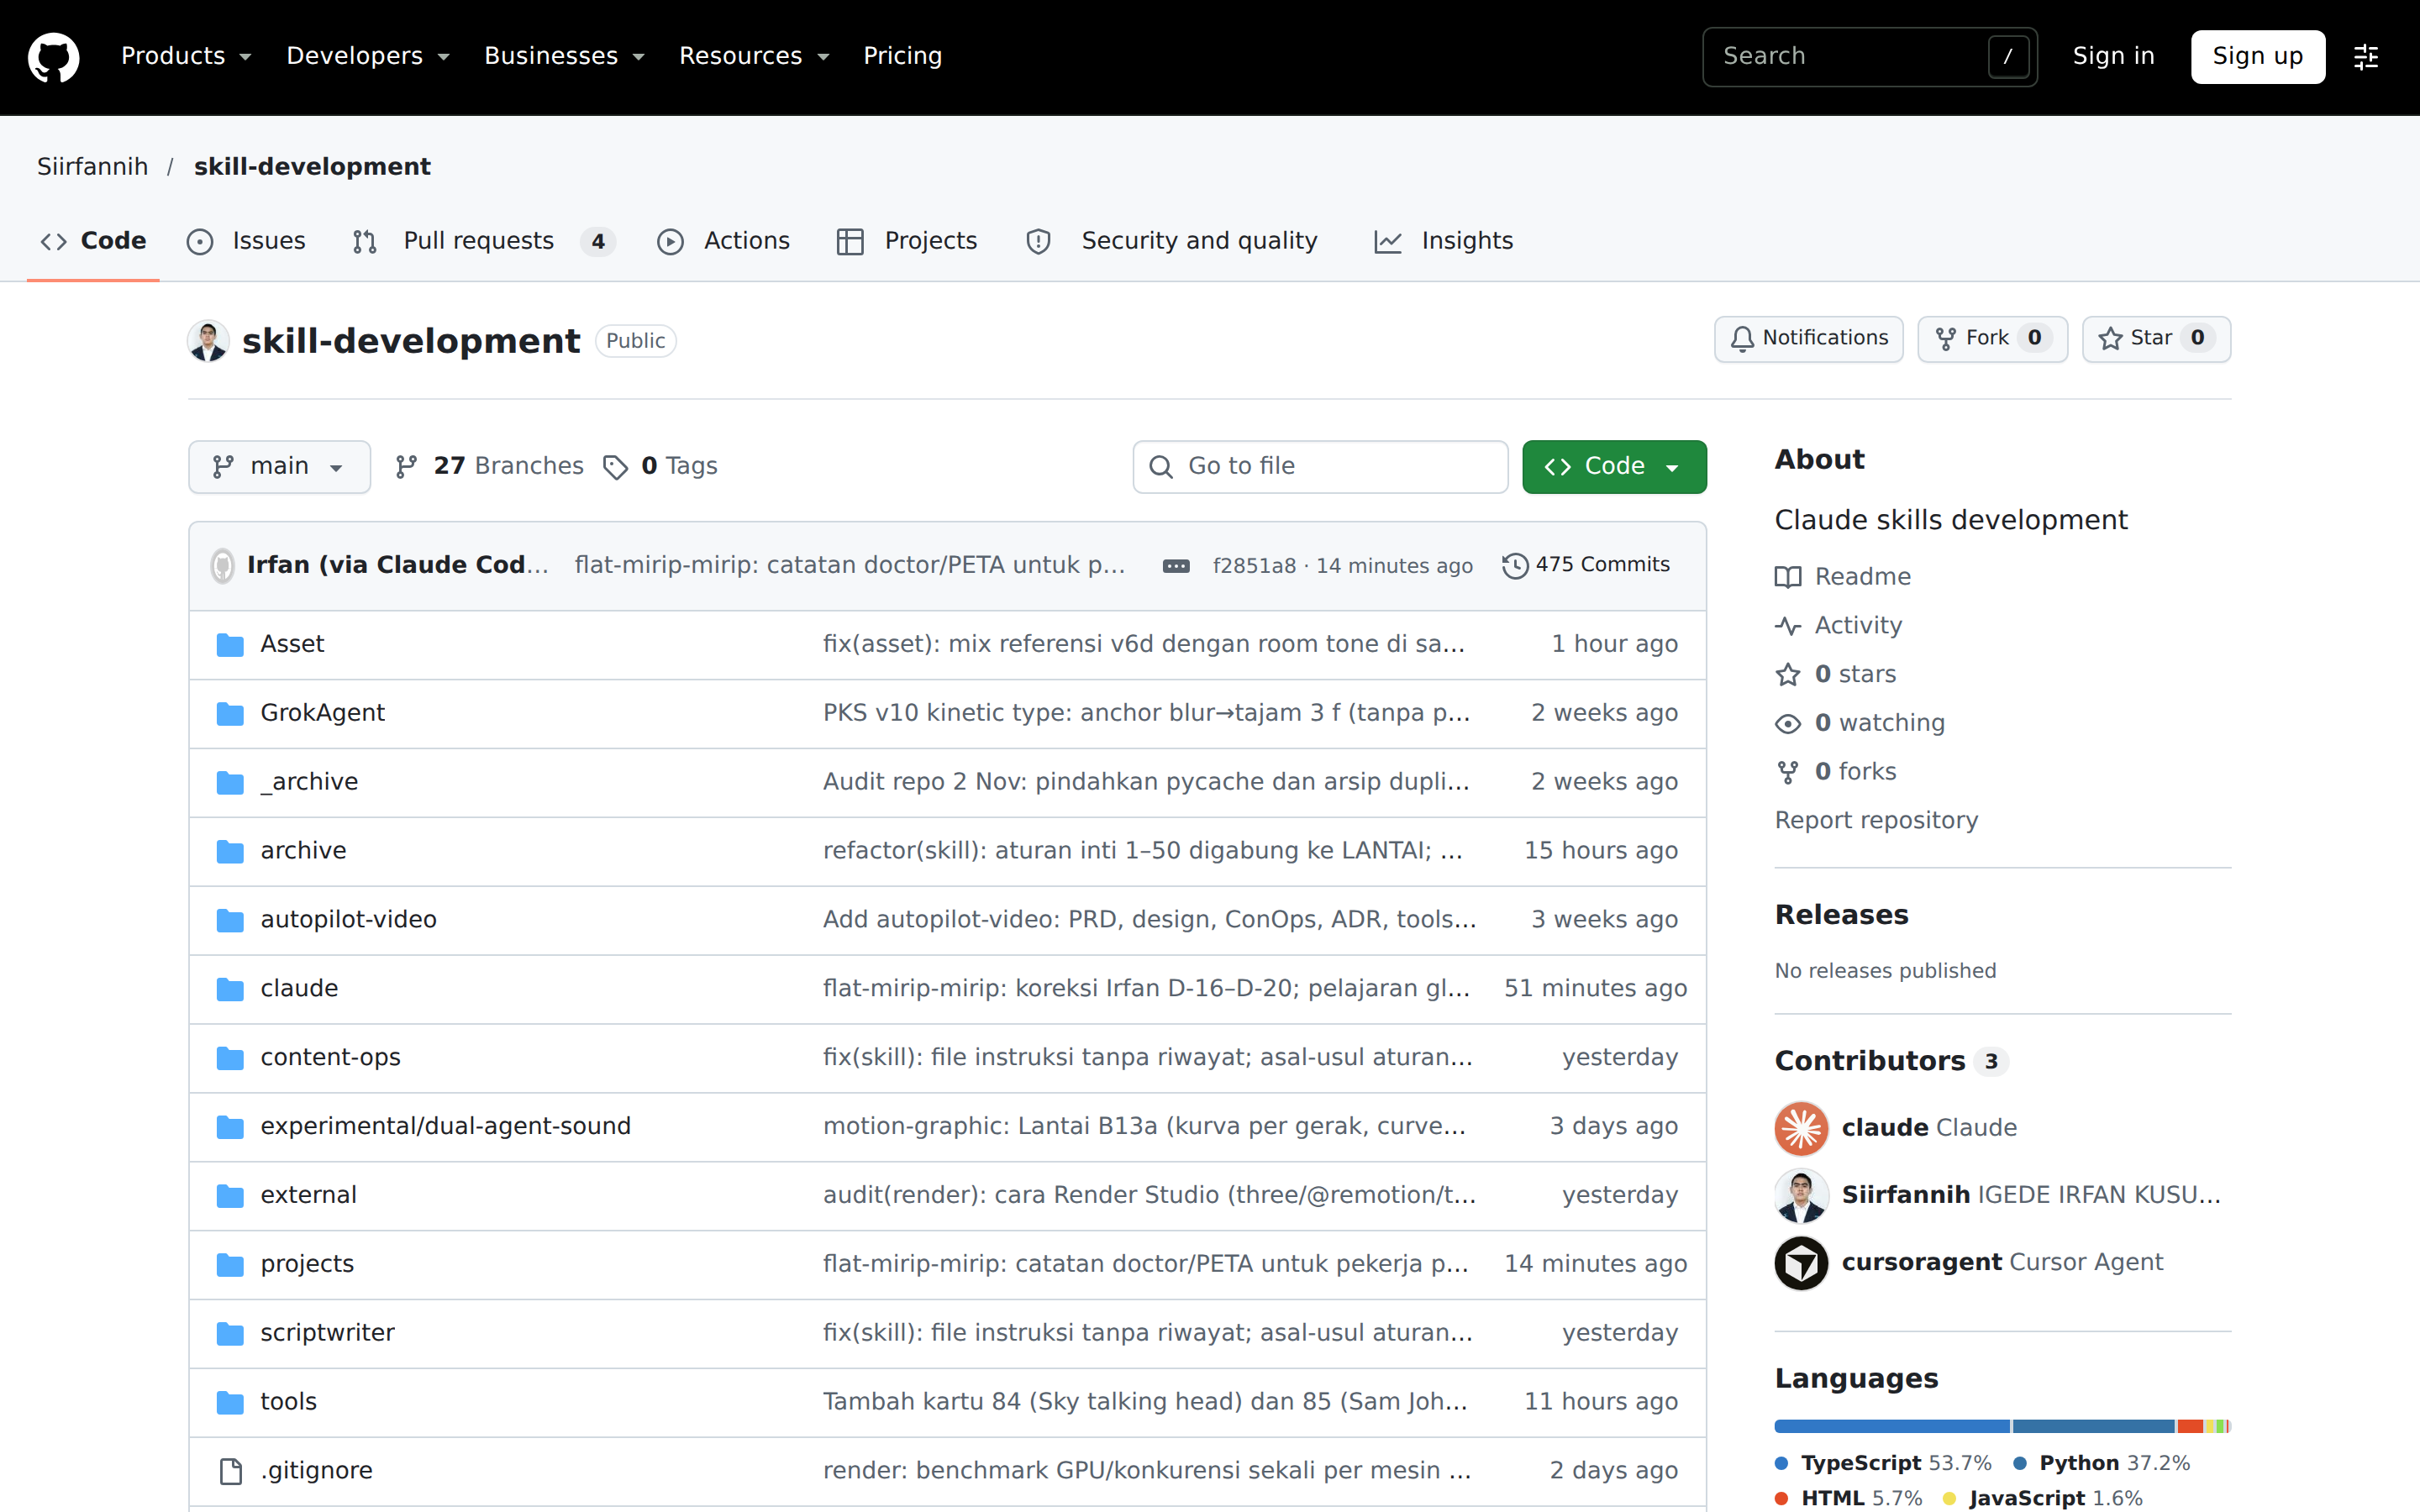 Products Developers Businesses Resources Pricing Search / Sign in Sign up
Siirfannih / skill-development
Code Issues Pull requests 4 Actions Projects Security and quality Insights
skill-development Public Notifications Fork 0 Star 0
main 27 Branches 0 Tags Go to file Code
Irfan (via Claude Cod... flat-mirip-mirip: catatan doctor/PETA untuk p... f2851a8 · 14 minutes ago 475 Commits
Asset fix(asset): mix referensi v6d dengan room tone di sa... 1 hour ago
GrokAgent PKS v10 kinetic type: anchor blur→tajam 3 f (tanpa p... 2 weeks ago
_archive Audit repo 2 Nov: pindahkan pycache dan arsip dupli... 2 weeks ago
archive refactor(skill): aturan inti 1–50 digabung ke LANTAI; ... 15 hours ago
autopilot-video Add autopilot-video: PRD, design, ConOps, ADR, tools... 3 weeks ago
claude flat-mirip-mirip: koreksi Irfan D-16–D-20; pelajaran gl... 51 minutes ago
content-ops fix(skill): file instruksi tanpa riwayat; asal-usul aturan... yesterday
experimental/dual-agent-sound motion-graphic: Lantai B13a (kurva per gerak, curve... 3 days ago
external audit(render): cara Render Studio (three/@remotion/t... yesterday
projects flat-mirip-mirip: catatan doctor/PETA untuk pekerja p... 14 minutes ago
scriptwriter fix(skill): file instruksi tanpa riwayat; asal-usul aturan... yesterday
tools Tambah kartu 84 (Sky talking head) dan 85 (Sam Joh... 11 hours ago
.gitignore render: benchmark GPU/konkurensi sekali per mesin ... 2 days ago
About
Claude skills development
Readme
Activity
0 stars
0 watching
0 forks
Report repository
Releases
No releases published
Contributors 3
claude Claude
Siirfannih IGEDE IRFAN KUSU...
cursoragent Cursor Agent
Languages
TypeScript 53.7% Python 37.2%
HTML 5.7% JavaScript 1.6%